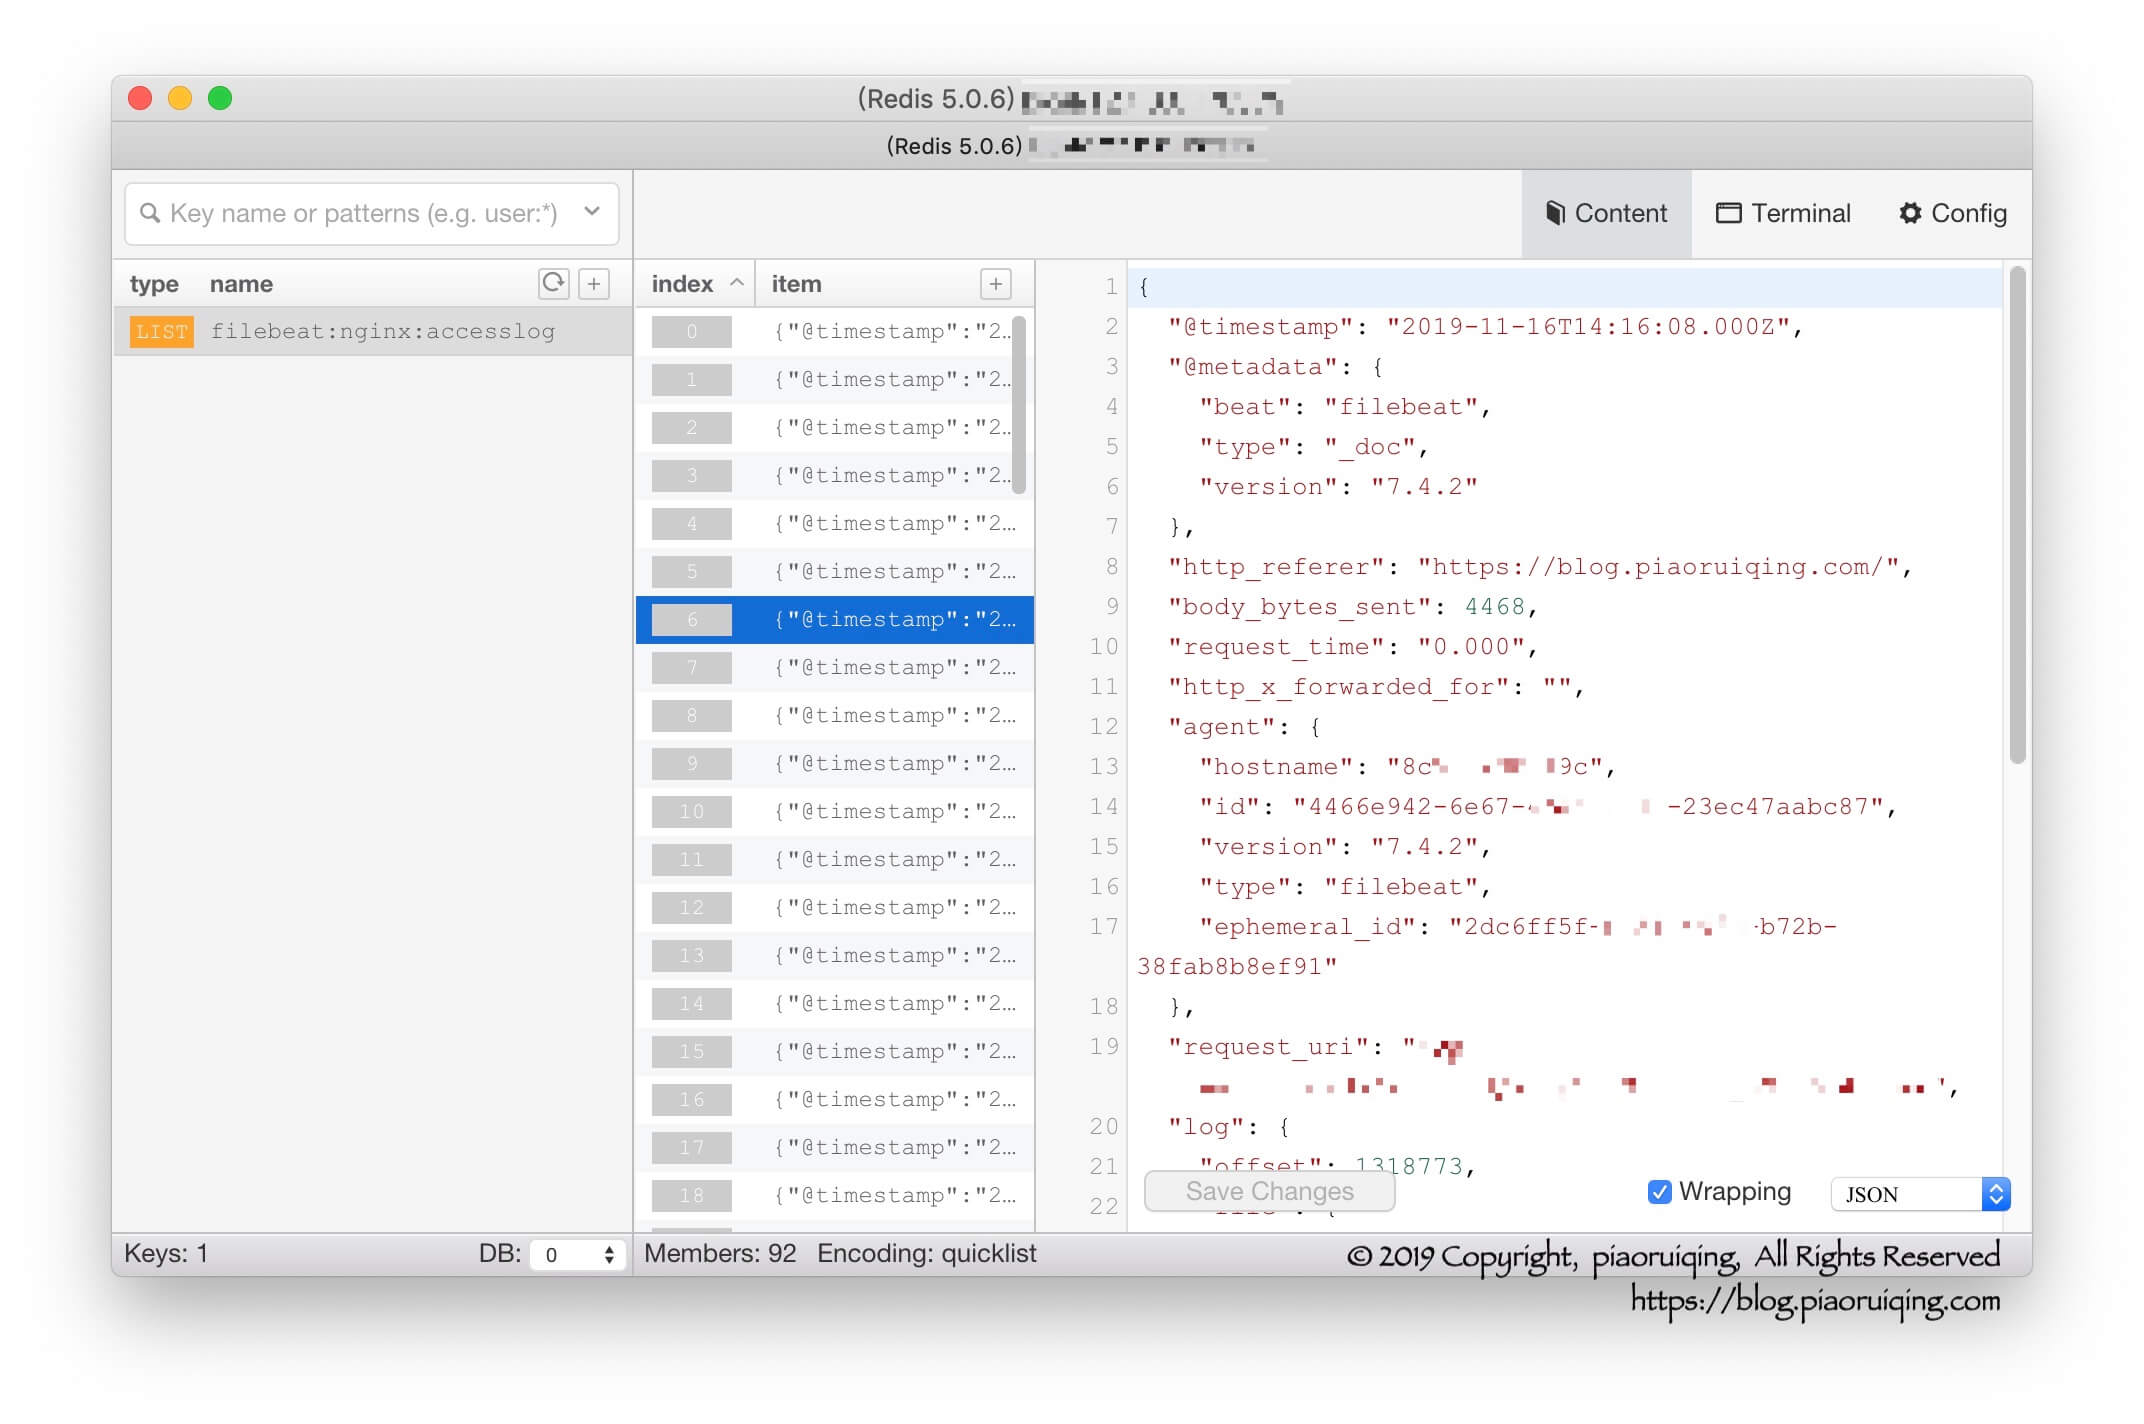 (Redis 5.0.6)
(Redis 5.0.6)
Key name or patterns (e.g. user:*)
Content
Terminal
Config
type name
LIST filebeat:nginx:accesslog
index item
0 {"@timestamp":"2...
1 {"@timestamp":"2...
2 {"@timestamp":"2...
3 {"@timestamp":"2...
4 {"@timestamp":"2...
5 {"@timestamp":"2...
6 {"@timestamp":"2...
7 {"@timestamp":"2...
8 {"@timestamp":"2...
9 {"@timestamp":"2...
10 {"@timestamp":"2...
11 {"@timestamp":"2...
12 {"@timestamp":"2...
13 {"@timestamp":"2...
14 {"@timestamp":"2...
15 {"@timestamp":"2...
16 {"@timestamp":"2...
17 {"@timestamp":"2...
18 {"@timestamp":"2...
1 {
2 "@timestamp": "2019-11-16T14:16:08.000Z",
3 "@metadata": {
4 "beat": "filebeat",
5 "type": "_doc",
6 "version": "7.4.2"
7 },
8 "http_referer": "https://blog.piaoruiqing.com/",
9 "body_bytes_sent": 4468,
10 "request_time": "0.000",
11 "http_x_forwarded_for": "",
12 "agent": {
13 "hostname": "8c 9c",
14 "id": "4466e942-6e67- -23ec47aabc87",
15 "version": "7.4.2",
16 "type": "filebeat",
17 "ephemeral_id": "2dc6ff5f- -b72b-
38fab8b8ef91"
18 },
19 "request_uri": "
",
20 "log": {
21 "offset": 1318773,
22 {
Save Changes
Wrapping
JSON
Keys: 1
DB: 0
Members: 92 Encoding: quicklist
© 2019 Copyright, piaoruiqing, All Rights Reserved
https://blog.piaoruiqing.com